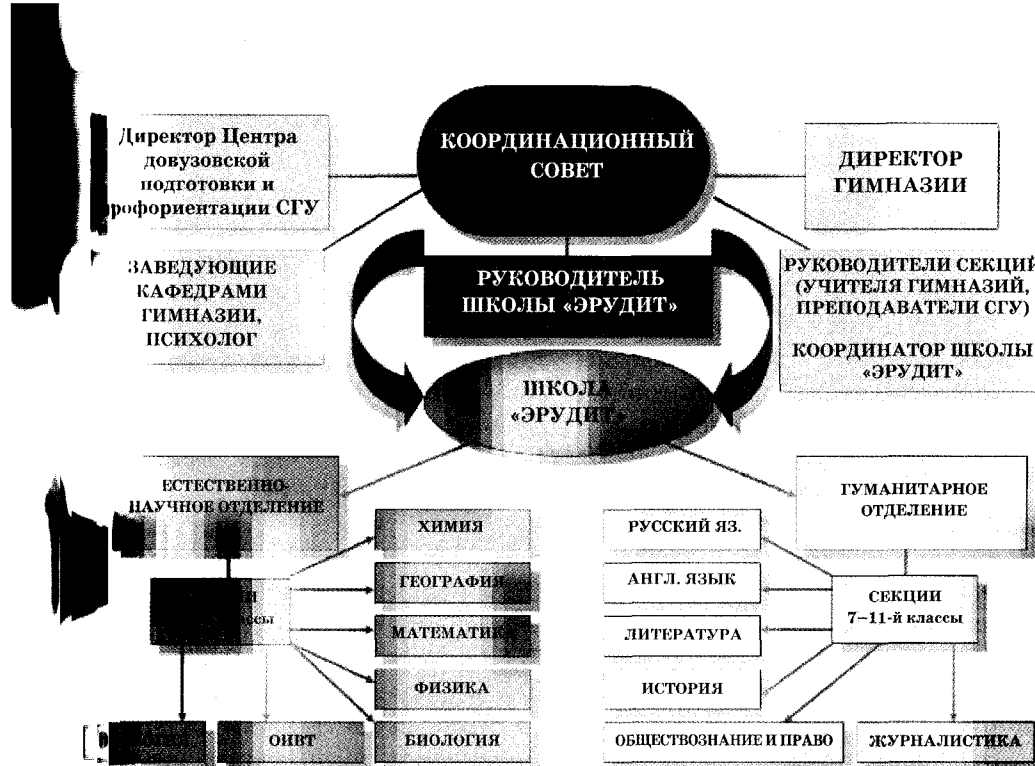 КООРДИНАЦИОННЫЙ
СОВЕТ
Директор Центра
довузовской
подготовки и
профориентации СГУ
ДИРЕКТОР
ГИМНАЗИИ
ЗАВЕДУЮЩИЕ
КАФЕДРАМИ
ГИМНАЗИИ,
ПСИХОЛОГ
РУКОВОДИТЕЛЬ
ШКОЛЫ «ЭРУДИТ»
РУКОВОДИТЕЛИ СЕКЦИЙ
(УЧИТЕЛЯ ГИМНАЗИЙ,
ПРЕПОДАВАТЕЛИ СГУ)
КООРДИНАТОР ШКОЛЫ
«ЭРУДИТ»
ШКОЛА
«ЭРУДИТ»
ЕСТЕСТВЕННО-
НАУЧНОЕ ОТДЕЛЕНИЕ
ГУМАНИТАРНОЕ
ОТДЕЛЕНИЕ
ХИМИЯ
ГЕОГРАФИЯ
МАТЕМАТИКА
ФИЗИКА
БИОЛОГИЯ
ОИВТ
РУССКИЙ ЯЗ.
АНГЛ. ЯЗЫК
ЛИТЕРАТУРА
ИСТОРИЯ
ОБЩЕСТВОЗНАНИЕ И ПРАВО
СЕКЦИИ
7–11-й классы
ЖУРНАЛИСТИКА